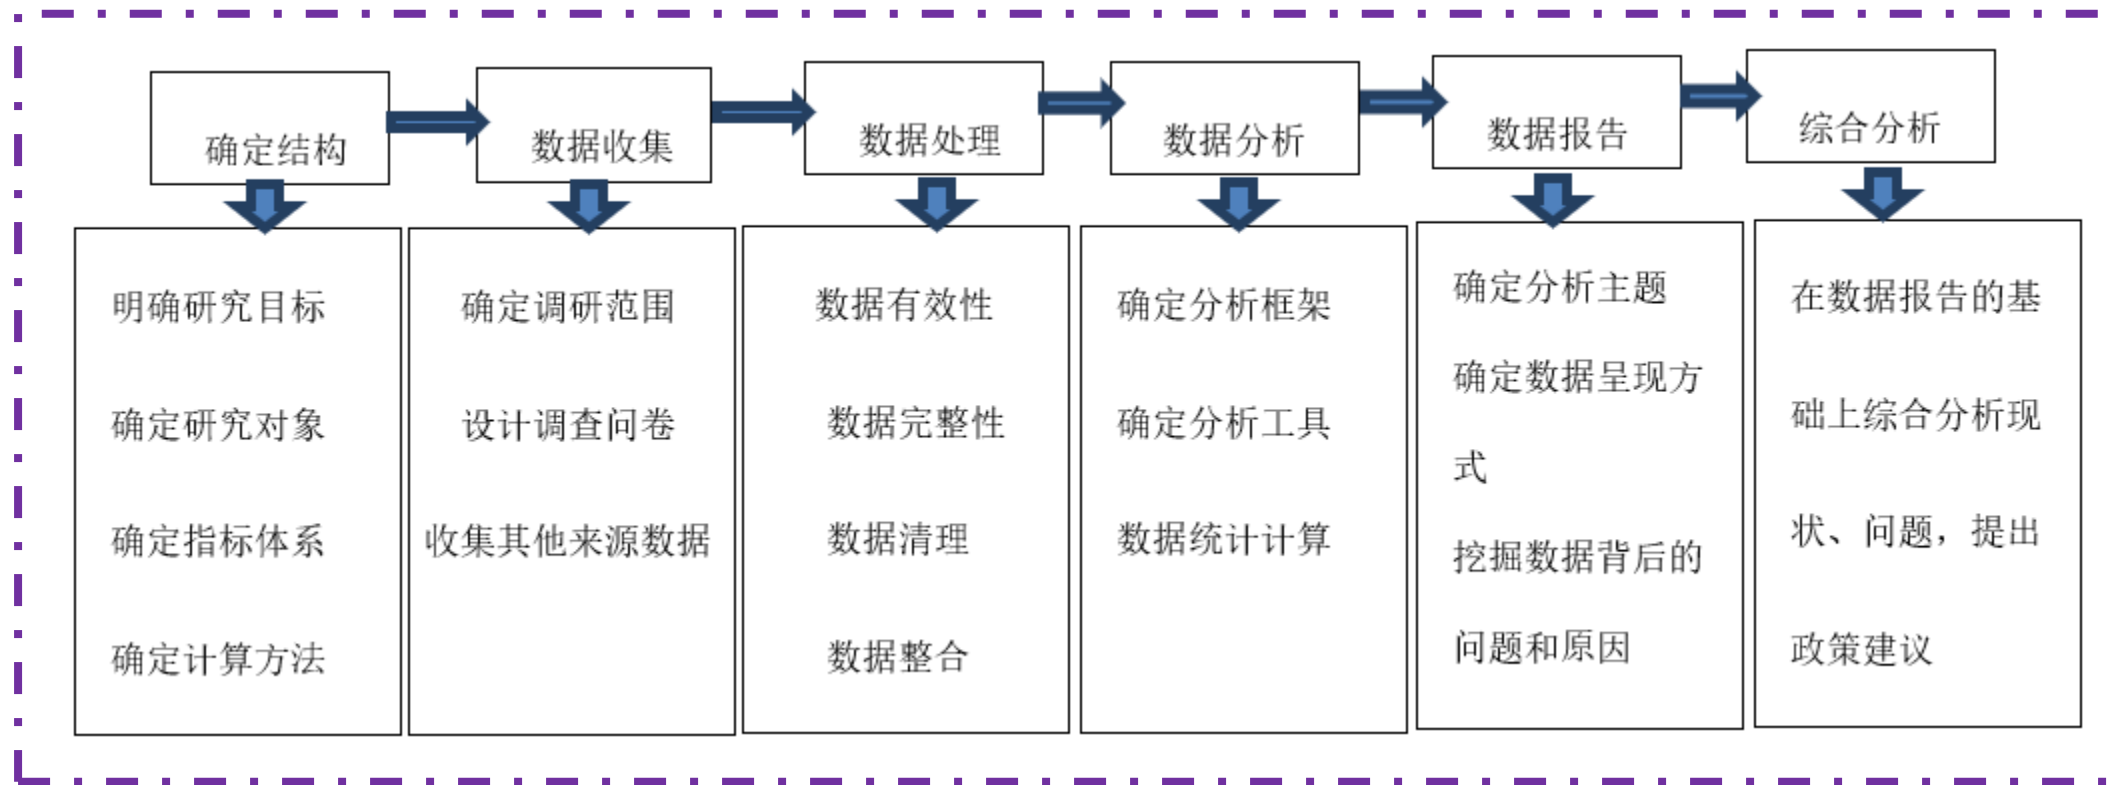 确定结构
数据收集
数据处理
数据分析
数据报告
综合分析
明确研究目标
确定研究对象
确定指标体系
确定计算方法
确定调研范围
设计调查问卷
收集其他来源数据
数据有效性
数据完整性
数据清理
数据整合
确定分析框架
确定分析工具
数据统计计算
确定分析主题
确定数据呈现方
式
挖掘数据背后的
问题和原因
在数据报告的基
础上综合分析现
状、问题，提出
政策建议